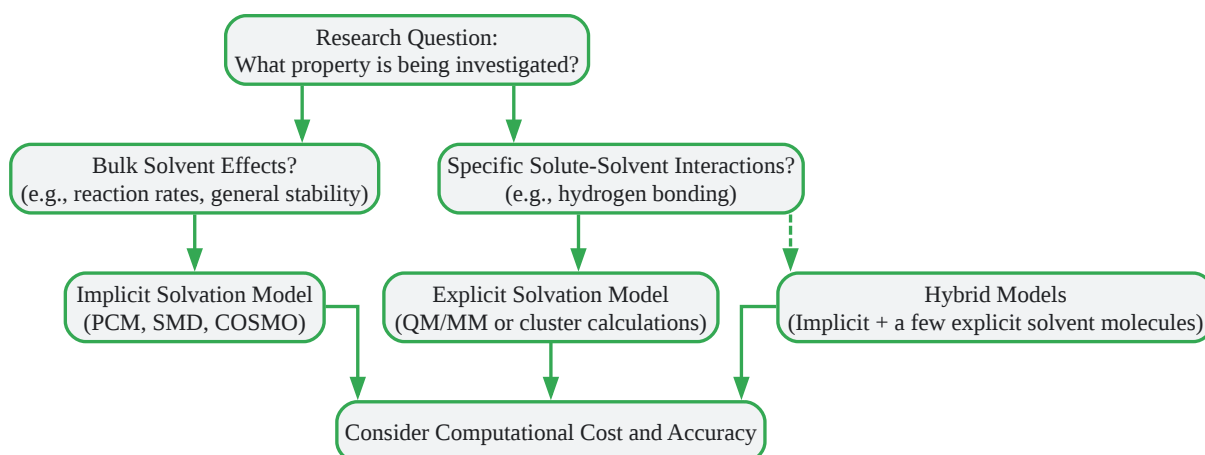 Research Question:
What property is being investigated?
Bulk Solvent Effects?
(e.g., reaction rates, general stability)
Specific Solute-Solvent Interactions?
(e.g., hydrogen bonding)
Implicit Solvation Model
(PCM, SMD, COSMO)
Explicit Solvation Model
(QM/MM or cluster calculations)
Hybrid Models
(Implicit + a few explicit solvent molecules)
Consider Computational Cost and Accuracy